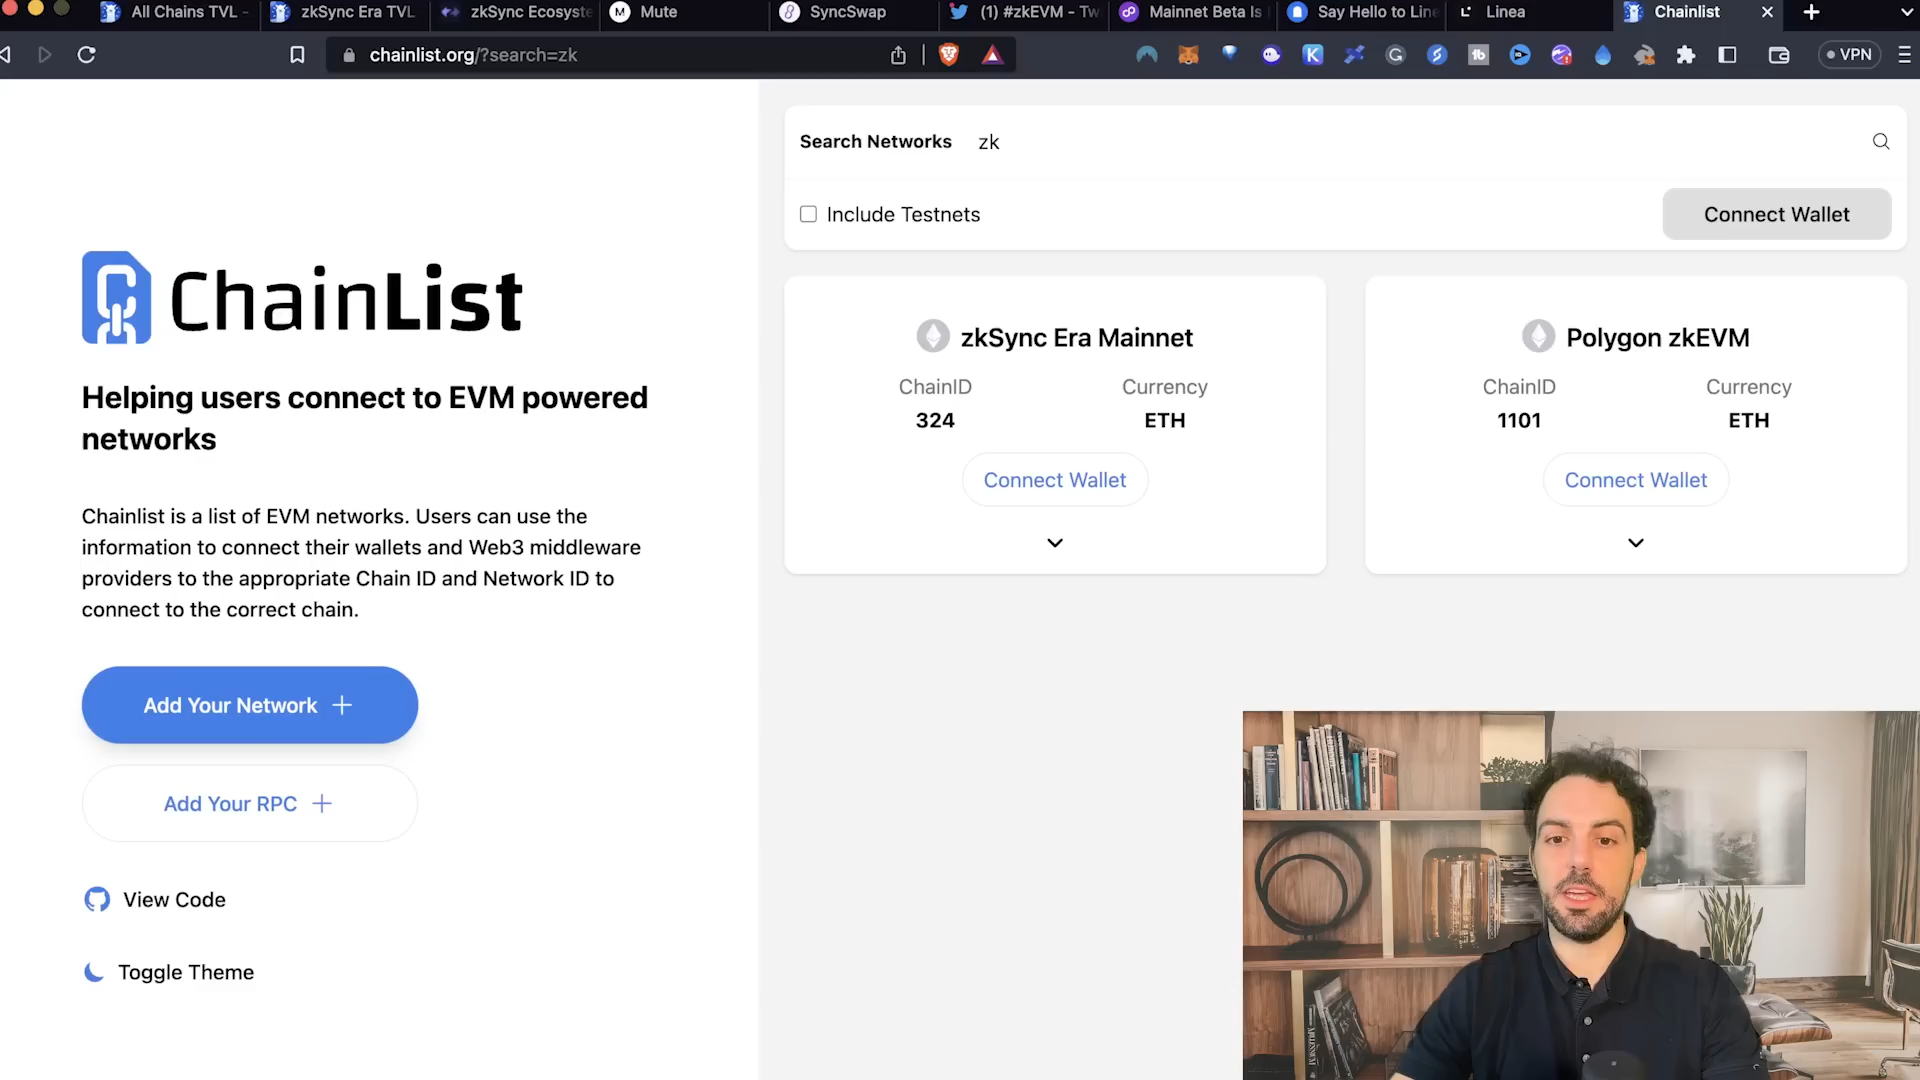 All Chains TVL -
zkSync Era TVL
zkSync Ecosyste
Mute
SyncSwap
(1) #zkEVM - Tw
Mainnet Beta Is
Say Hello to Line
Linea
Chainlist
chainlist.org/?search=zk
VPN
Search Networks zk
Include Testnets
Connect Wallet
ChainList
Helping users connect to EVM powered
networks
Chainlist is a list of EVM networks. Users can use the
information to connect their wallets and Web3 middleware
providers to the appropriate Chain ID and Network ID to
connect to the correct chain.
Add Your Network
Add Your RPC
View Code
Toggle Theme
zkSync Era Mainnet
ChainID Currency
324 ETH
Connect Wallet
Polygon zkEVM
ChainID Currency
1101 ETH
Connect Wallet